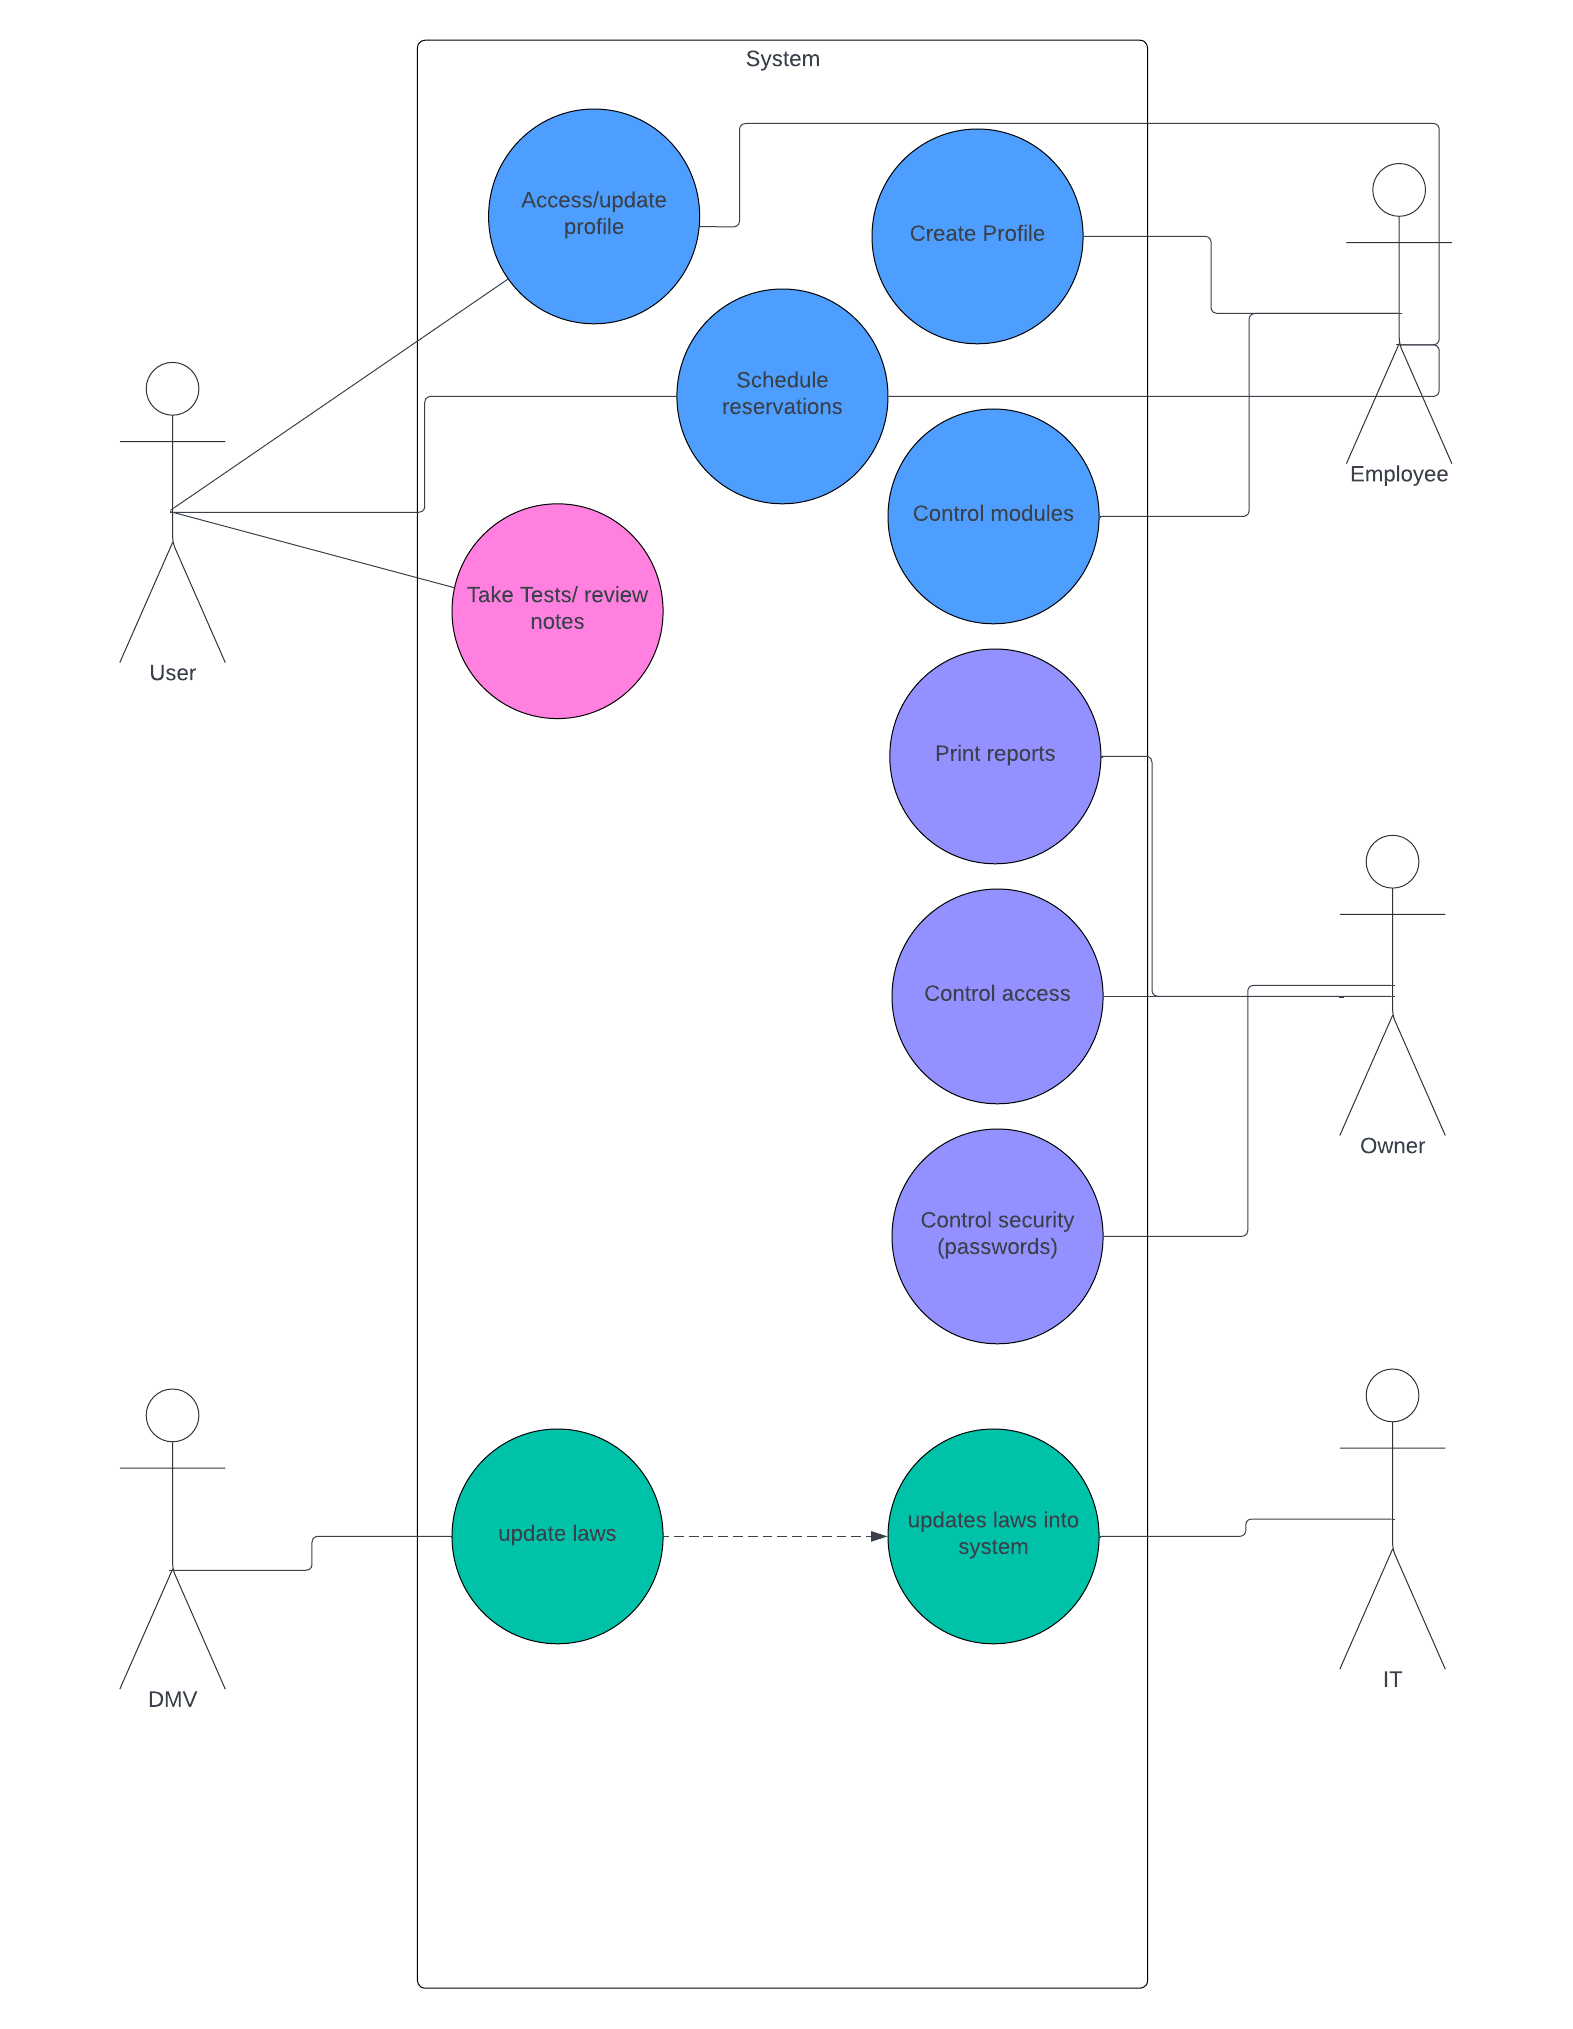 System
Access/update
profile
Create Profile
Schedule
reservations
Employee
Control modules
Take Tests/ review
notes
User
Print reports
Control access
Owner
Control security
(passwords)
update laws
updates laws into
system
IT
DMV